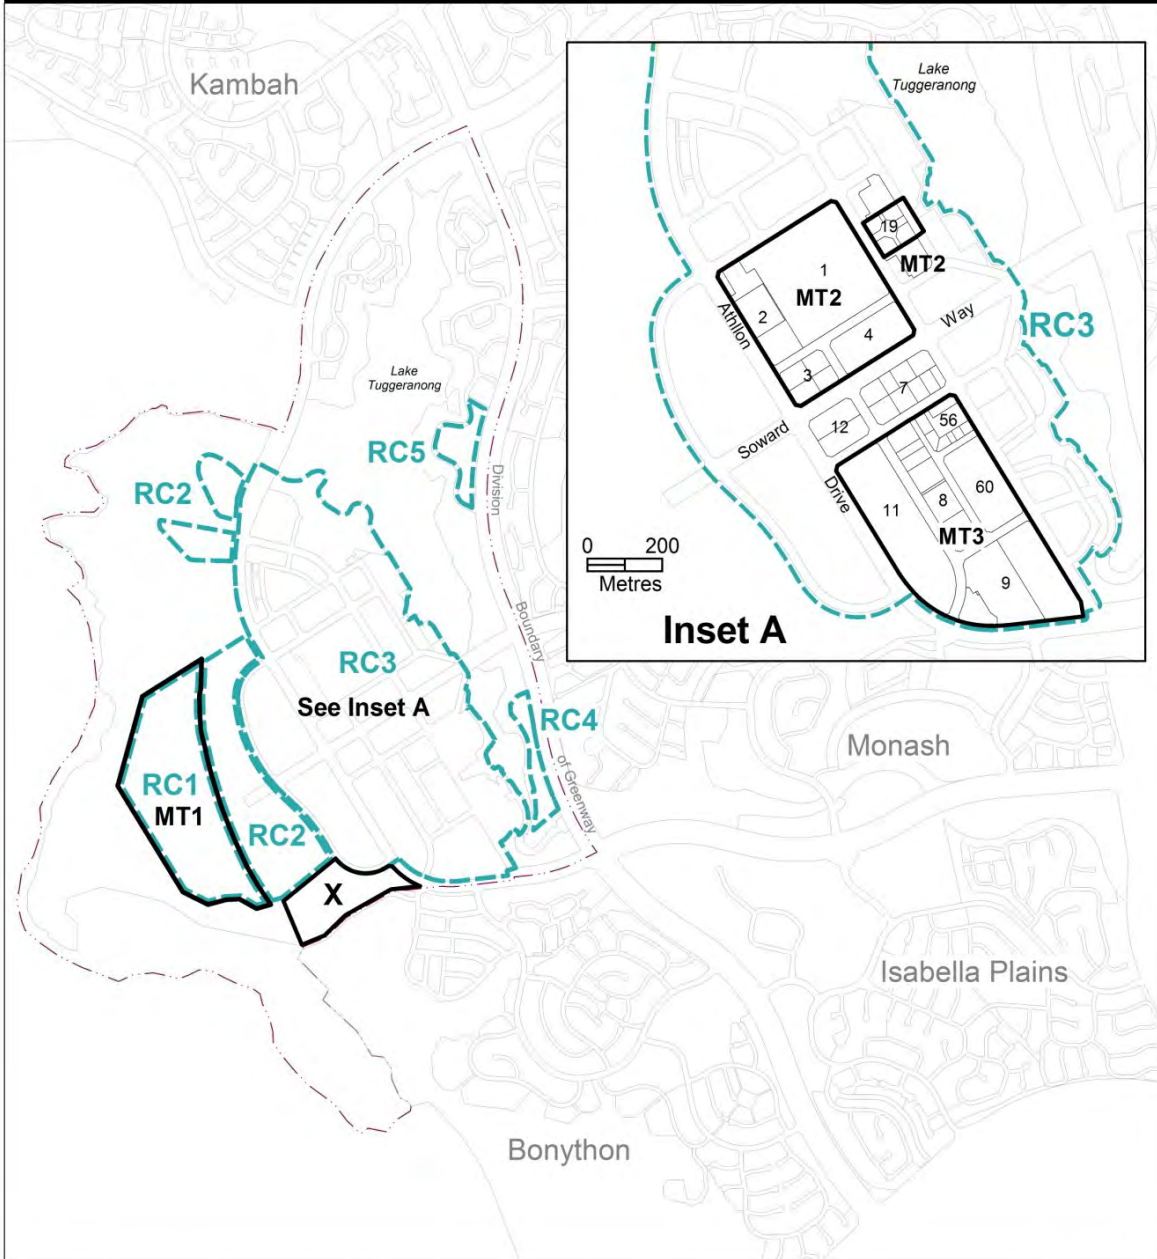 Kambah
Lake
Tuggeranong
RC5
RC2
Division
Boundary
of Greenway
RC3
See Inset A
RC4
Monash
RC1
MT1
RC2
X
Isabella Plains
Bonython
Lake
Tuggeranong
19
MT2
1
MT2
RC3
2
Athllon
Way
4
3
7
12
56
Soward
Drive
11
8
60
MT3
9
0 200
Metres
Inset A